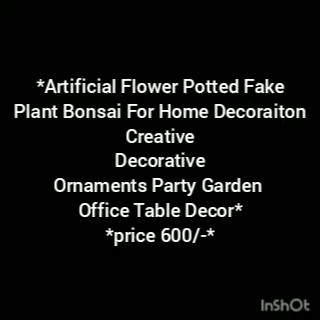 *Artificial Flower Potted Fake
Plant Bonsai For Home Decoraiton
Creative
Decorative
Ornaments Party Garden
Office Table Decor*
*price 600/-*
InShOt